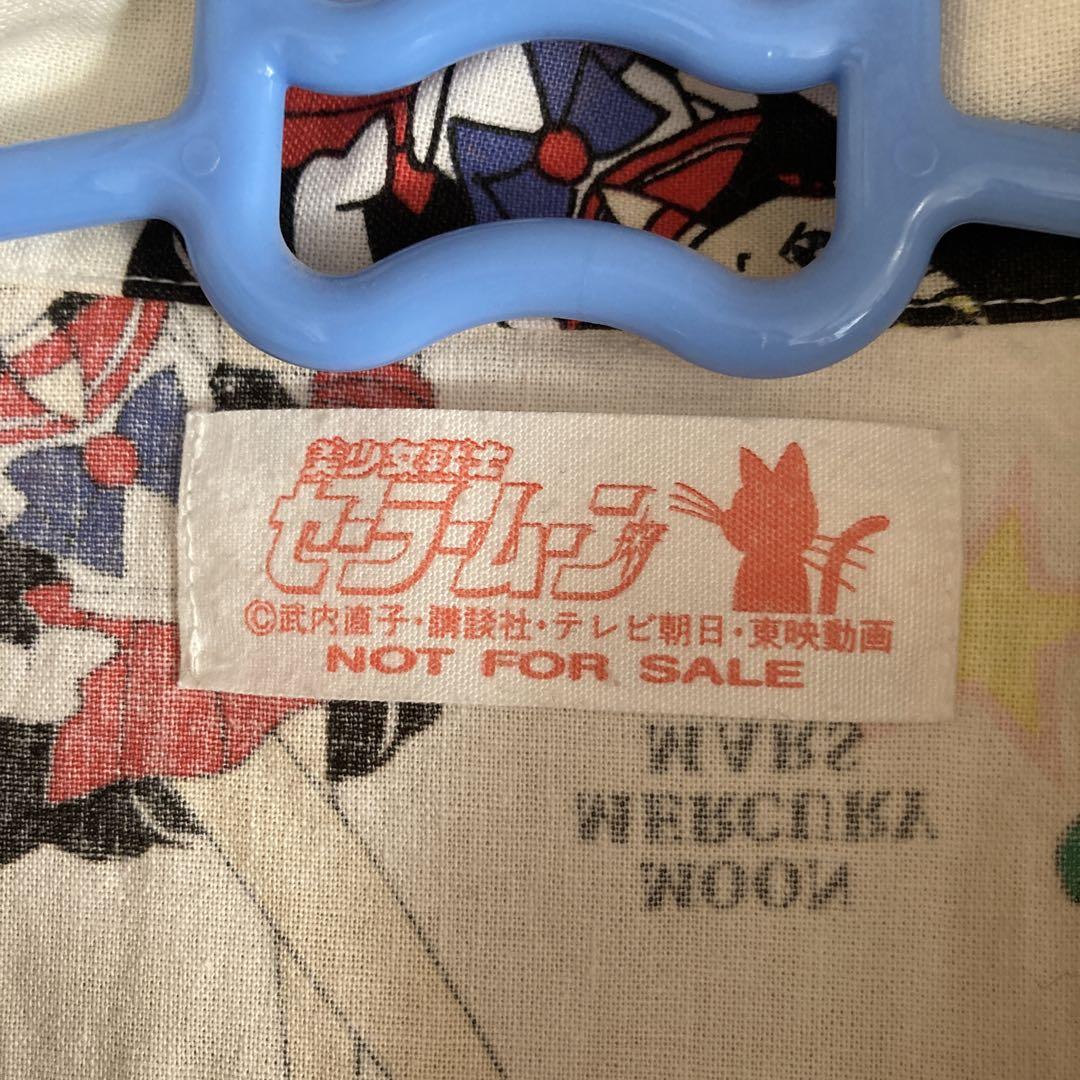 美少女戦士
セーラームーン
©武内直子・講談社・テレビ朝日・東映動画
NOT FOR SALE
MARS
MERCURY
MOON